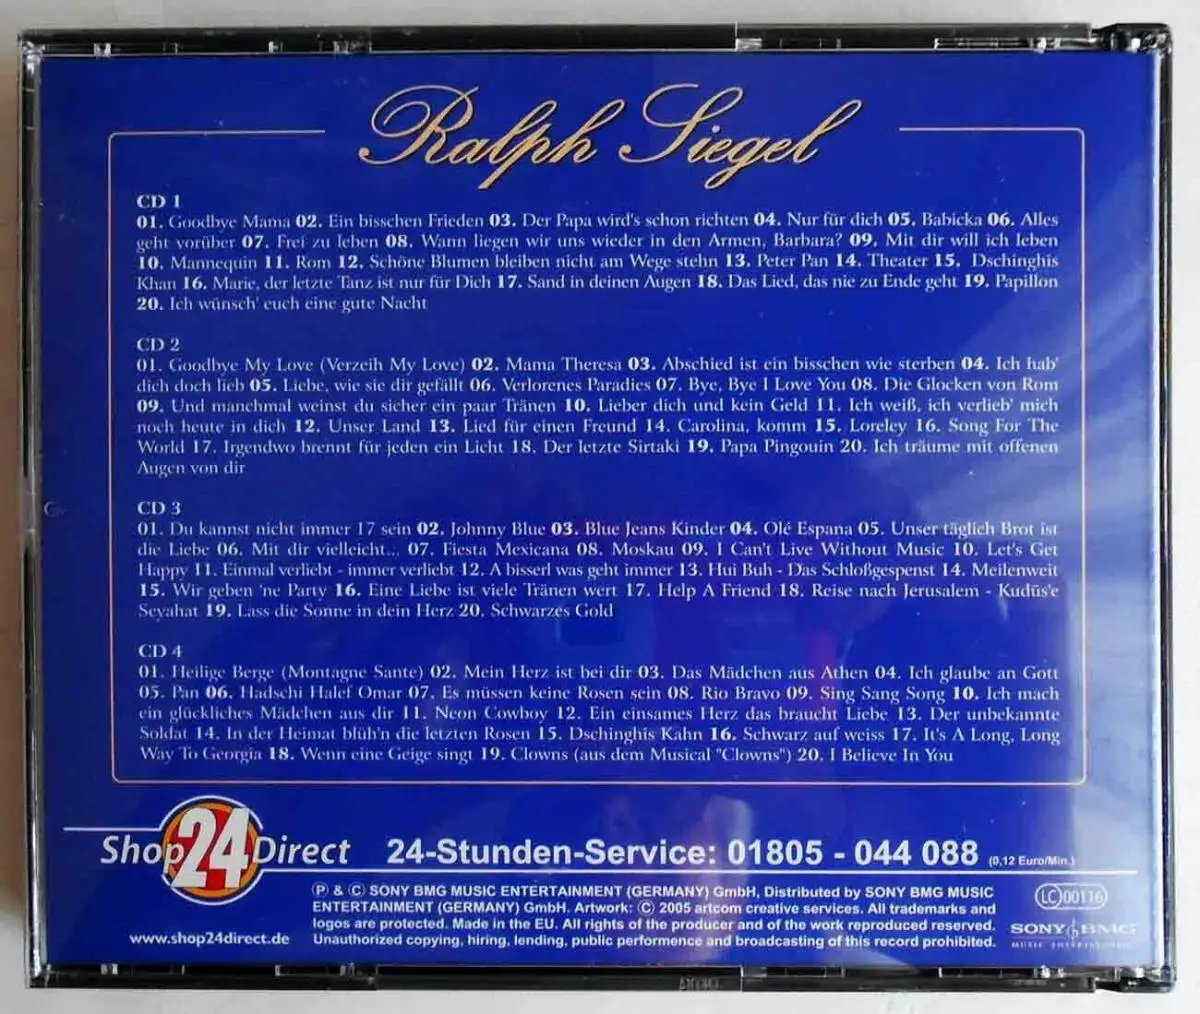 Ralph Siegel
CD 1
01. Goodbye Mama 02. Ein bisschen Frieden 03. Der Papa wird's schon richten 04. Nur für dich 05. Babicka 06. Alles
geht vorüber 07. Frei zu leben 08. Wann liegen wir uns wieder in den Armen, Barbara? 09. Mit dir will ich leben
10. Mannequin 11. Rom 12. Schöne Blumen bleiben nicht am Wege stehn 13. Peter Pan 14. Theater 15. Dschinghis
Khan 16. Marie, der letzte Tanz ist nur für Dich 17. Sand in deinen Augen 18. Das Lied, das nie zu Ende geht 19. Papillon
20. Ich wünsch' euch eine gute Nacht
CD 2
01. Goodbye My Love (Verzeih My Love) 02. Mama Theresa 03. Abschied ist ein bisschen wie sterben 04. Ich hab'
dich doch lieb 05. Liebe, wie sie dir gefällt 06. Verlorenes Paradies 07. Bye, Bye I Love You 08. Die Glocken von Rom
09. Und manchmal weinst du sicher ein paar Tränen 10. Lieber dich und kein Geld 11. Ich weiß, ich verlieb' mich
noch heute in dich 12. Unser Land 13. Lied für einen Freund 14. Carolina, komm 15. Loreley 16. Song For The
World 17. Irgendwo brennt für jeden ein Licht 18. Der letzte Sirtaki 19. Papa Pingouin 20. Ich träume mit offenen
Augen von dir
CD 3
01. Du kannst nicht immer 17 sein 02. Johnny Blue 03. Blue Jeans Kinder 04. Olé Espana 05. Unser täglich Brot ist
die Liebe 06. Mit dir vielleicht... 07. Fiesta Mexicana 08. Moskau 09. I Can't Live Without Music 10. Let's Get
Happy 11. Einmal verliebt - immer verliebt 12. A bisserl was geht immer 13. Hui Buh - Das Schloßgespenst 14. Meilenweit
15. Wir geben 'ne Party 16. Eine Liebe ist viele Tränen wert 17. Help A Friend 18. Reise nach Jerusalem - Kudüs'e
Seyahat 19. Lass die Sonne in dein Herz 20. Schwarzes Gold
CD 4
01. Heilige Berge (Montagne Sante) 02. Mein Herz ist bei dir 03. Das Mädchen aus Athen 04. Ich glaube an Gott
05. Pan 06. Hadschi Halef Omar 07. Es müssen keine Rosen sein 08. Rio Bravo 09. Sing Sang Song 10. Ich mach
ein glückliches Mädchen aus dir 11. Neon Cowboy 12. Ein einsames Herz das braucht Liebe 13. Der unbekannte
Soldat 14. In der Heimat blüh'n die letzten Rosen 15. Dschinghis Kahn 16. Schwarz auf weiss 17. It's A Long, Long
Way To Georgia 18. Wenn eine Geige singt 19. Clowns (aus dem Musical "Clowns") 20. I Believe In You
Shop 24 Direct 24-Stunden-Service: 01805 - 044 088 (0,12 Euro/Min.)
Ⓟ & © SONY BMG MUSIC ENTERTAINMENT (GERMANY) GmbH, Distributed by SONY BMG MUSIC
ENTERTAINMENT (GERMANY) GmbH. Artwork: © 2005 artcom creative services. All trademarks and
logos are protected. Made in the EU. All rights of the producer and of the work reproduced reserved.
Unauthorized copying, hiring, lending, public performence and broadcasting of this record prohibited.
www.shop24direct.de
LC 00116
SONY BMG
MUSIC ENTERTAINMENT